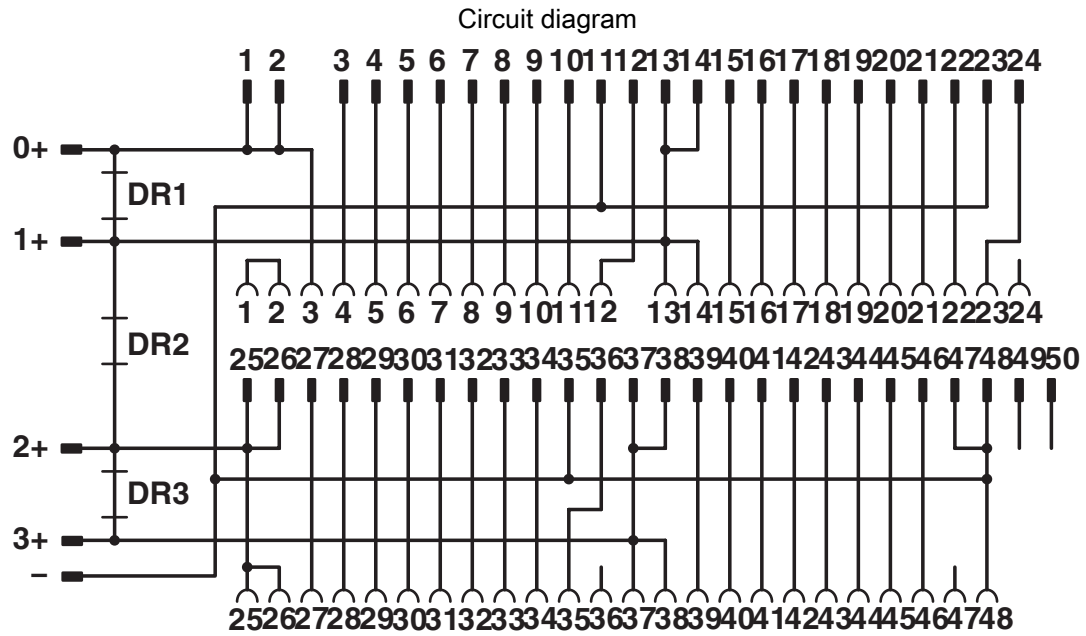 Circuit diagram
1 2 3 4 5 6 7 8 9 10 11 12 13 14 15 16 17 18 19 20 21 22 23 24
0+
DR1
1+
1 2 3 4 5 6 7 8 9 10 11 12 13 14 15 16 17 18 19 20 21 22 23 24
DR2
25 26 27 28 29 30 31 32 33 34 35 36 37 38 39 40 41 42 43 44 45 46 47 48 49 50
2+
DR3
3+
–
25 26 27 28 29 30 31 32 33 34 35 36 37 38 39 40 41 42 43 44 45 46 47 48